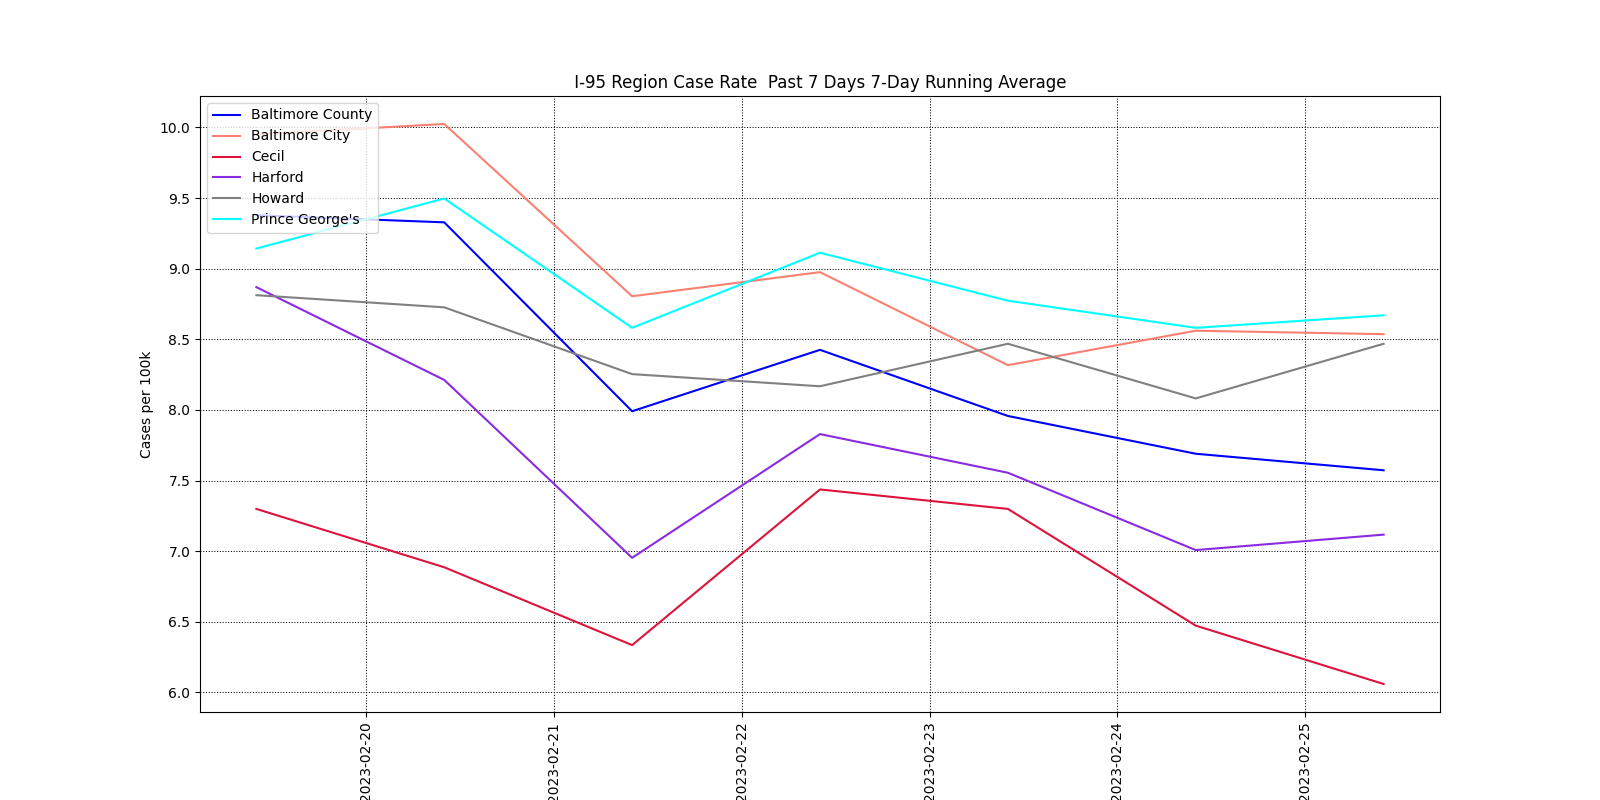 I-95 Region Case Rate  Past 7 Days 7-Day Running Average
Baltimore County
Baltimore City
Cecil
Harford
Howard
Prince George's
Cases per 100k
10.0
9.5
9.0
8.5
8.0
7.5
7.0
6.5
6.0
2023-02-20
2023-02-21
2023-02-22
2023-02-23
2023-02-24
2023-02-25